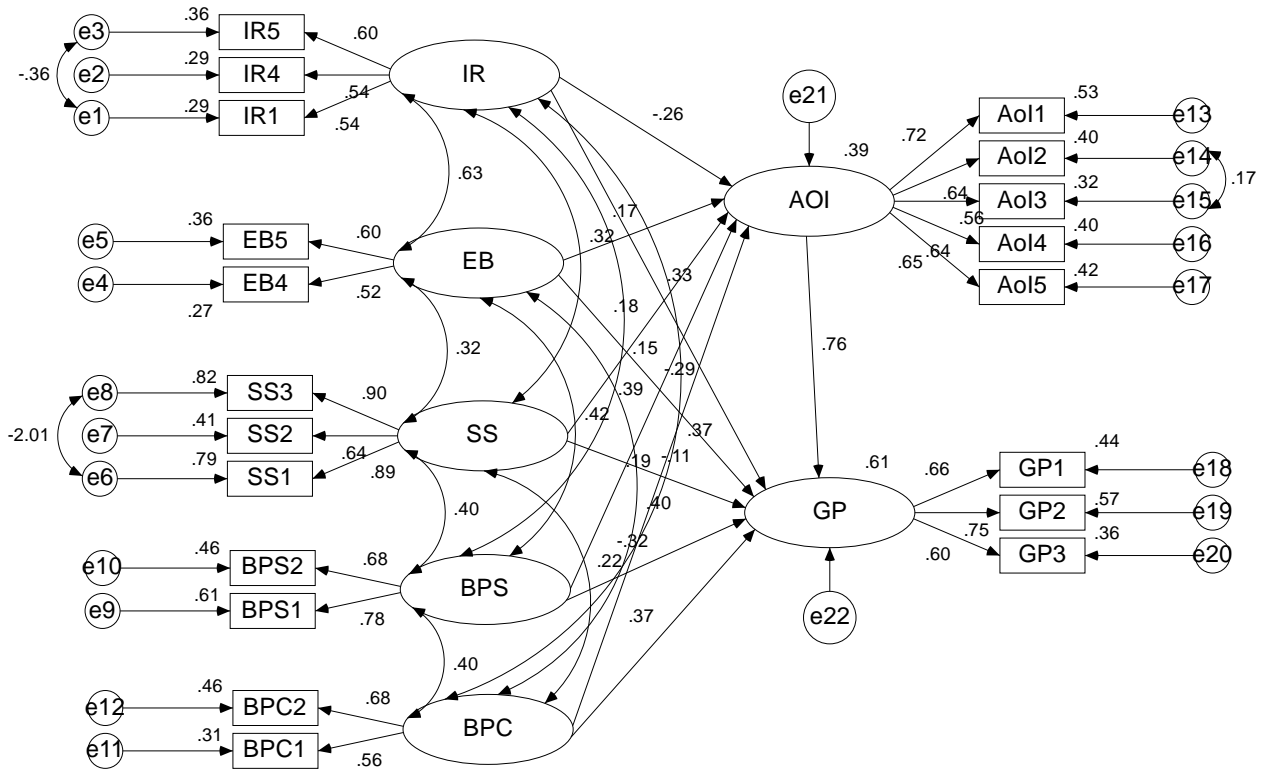 .36
e3
IR5
.60
-.36
.29
e2
IR4
IR
.54
.29
e1
IR1
.54
.63
-.26
e21
.39
AOI
.72
.53
AoI1
e13
.40
AoI2
e14
.64
.32
AoI3
e15
.17
.56
.40
AoI4
e16
.64
.65
.42
AoI5
e17
.36
e5
EB5
.60
EB
e4
EB4
.52
.27
.17
.32
.33
.18
.15
-.29
.39
.32
.76
.82
e8
SS3
.90
-2.01
.41
e7
SS2
SS
.64
.79
e6
SS1
.89
.42
.37
.19
-.11
.40
.40
-.32
.22
.61
GP
.66
.44
GP1
e18
.57
GP2
e19
.75
.36
GP3
e20
.60
e22
.46
e10
BPS2
.68
BPS
.61
e9
BPS1
.78
.37
.40
.46
e12
BPC2
.68
BPC
.31
e11
BPC1
.56